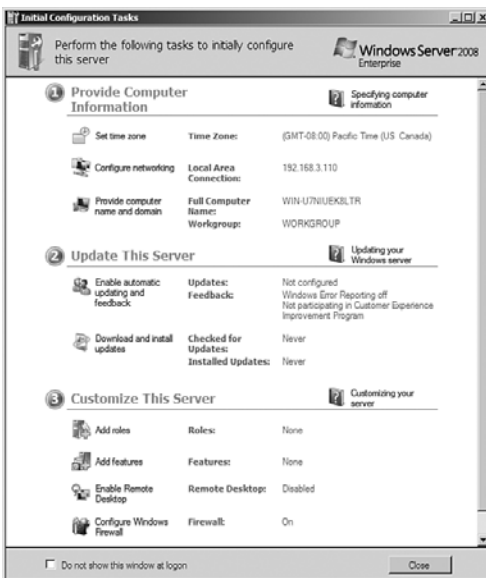 Initial Configuration Tasks
Perform the following tasks to initially configure
this server
Windows Server 2008
Enterprise
1 Provide Computer
Information
Specifying computer
information
Set time zone
Time Zone:
(GMT-08:00) Pacific Time (US Canada)
Configure networking
Local Area
Connection:
192.168.3.110
Provide computer
name and domain
Full Computer
Name:
WIN-U7NIUEK8LTR
Workgroup:
WORKGROUP
2 Update This Server
Updating your
Windows server
Enable automatic
updating and
feedback
Updates:
Not configured
Feedback:
Windows Error Reporting off
Not participating in Customer Experience
Improvement Program
Download and install
updates
Checked for
Updates:
Never
Installed Updates:
Never
3 Customize This Server
Customizing your
server
Add roles
Roles:
None
Add features
Features:
None
Enable Remote
Desktop
Remote Desktop:
Disabled
Configure Windows
Firewall
Firewall:
On
Do not show this window at logon
Close